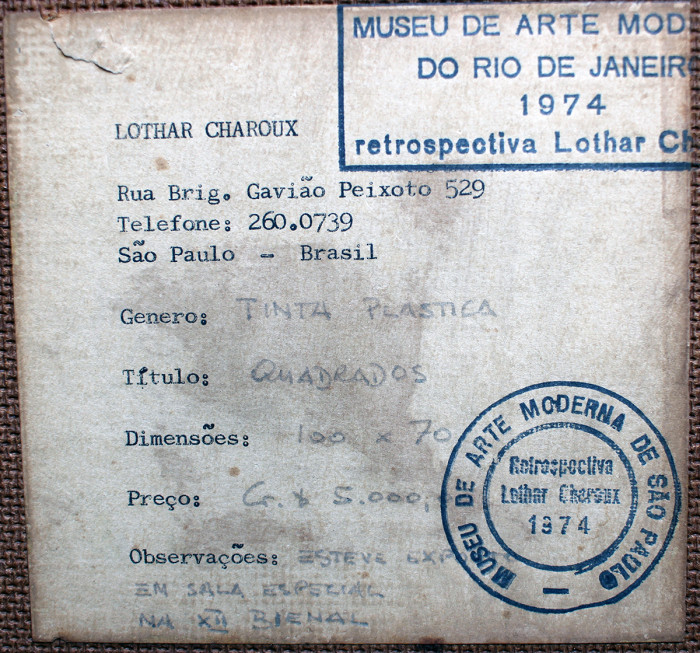 MUSEU DE ARTE MOD
DO RIO DE JANEIRO
1974
retrospectiva Lothar Ch
LOTHAR CHAROUX
Rua Brig. Gavião Peixoto 529
Telefone: 260.0739
São Paulo - Brasil
Genero: TINTA PLASTICA
Título: QUADRADOS
Dimensões: 100 x 70
Preço: Cr.$ 5.000,
Observações: ESTEVE
EM SALA ESPECIAL
NA XII BIENAL
MUSEU DE ARTE MODERNA DE SÃO PAULO
Retrospectiva
Lothar Charoux
1974